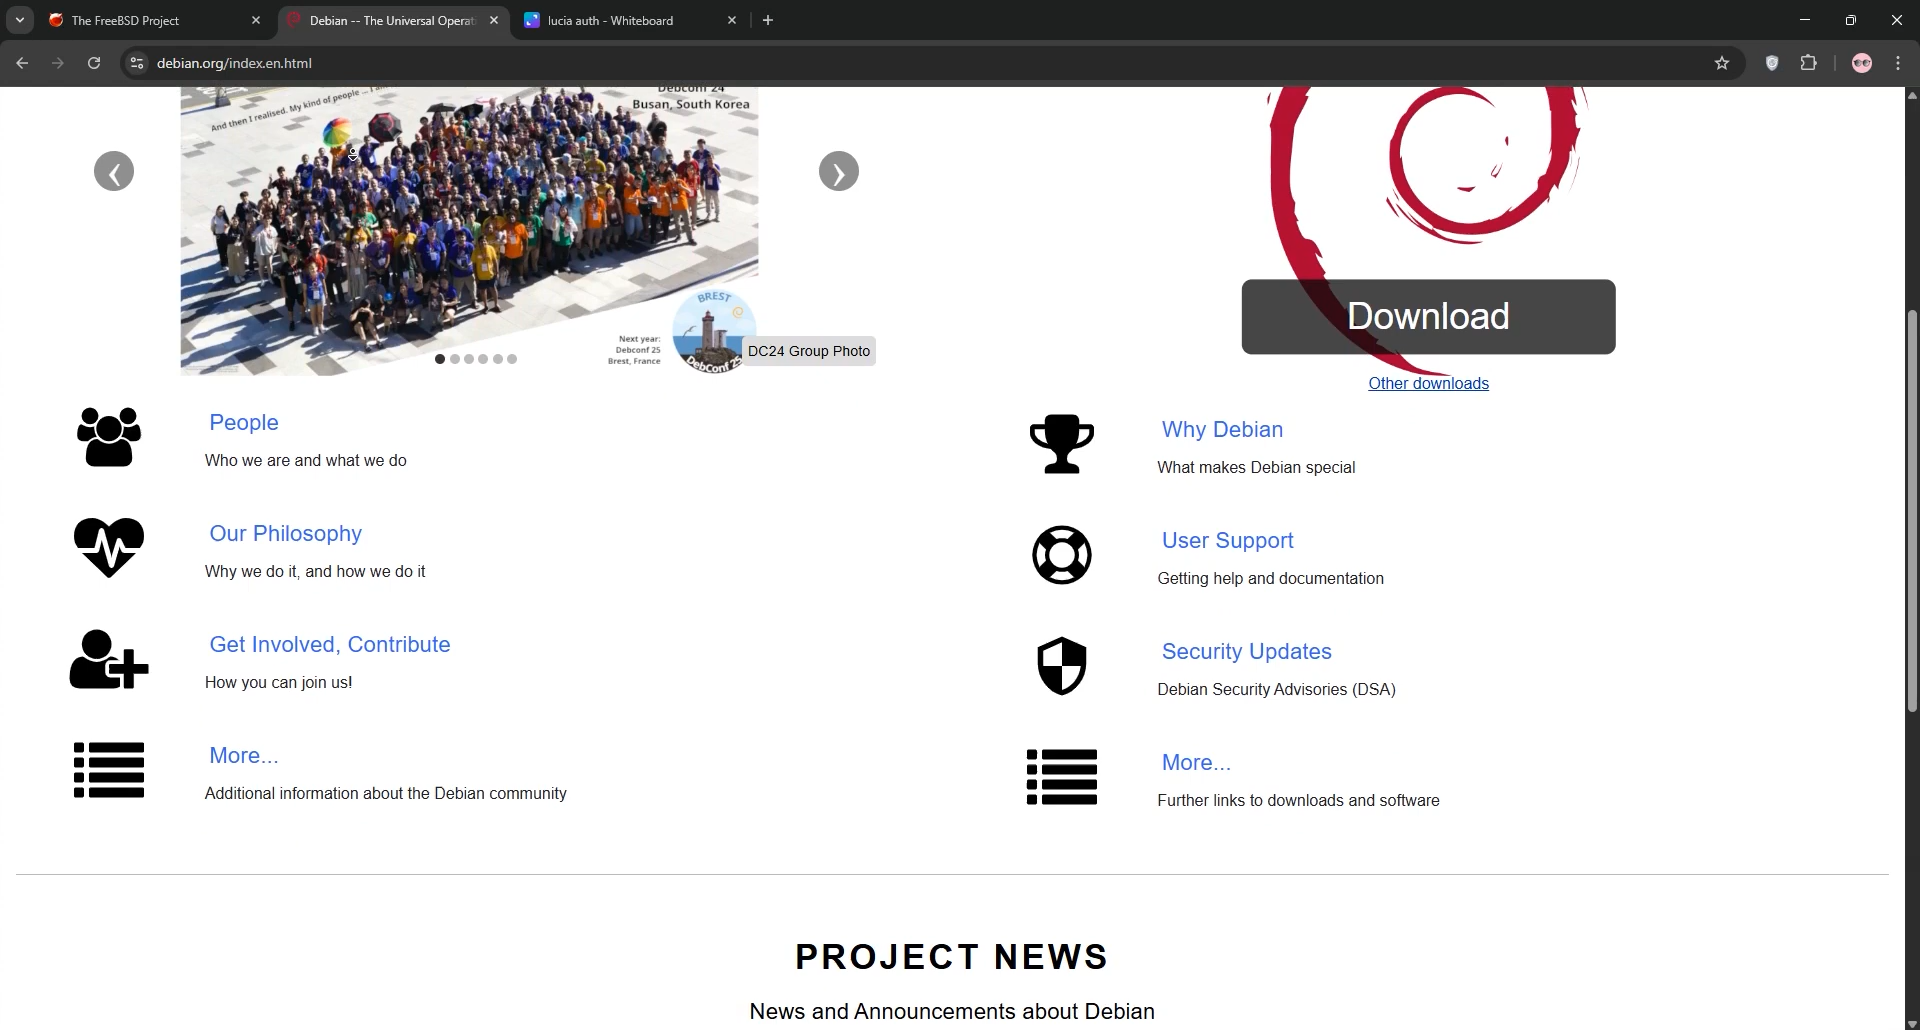 The FreeBSD Project
Debian -- The Universal Operat
lucia auth - Whiteboard
debian.org/index.en.html
And then I realised. My kind of people ...
Debconf 24
Busan, South Korea
Next year:
Debconf 25
Brest, France
BREST
DebConf 25
DC24 Group Photo
Download
Other downloads
People
Who we are and what we do
Our Philosophy
Why we do it, and how we do it
Get Involved, Contribute
How you can join us!
More...
Additional information about the Debian community
Why Debian
What makes Debian special
User Support
Getting help and documentation
Security Updates
Debian Security Advisories (DSA)
More...
Further links to downloads and software
PROJECT NEWS
News and Announcements about Debian